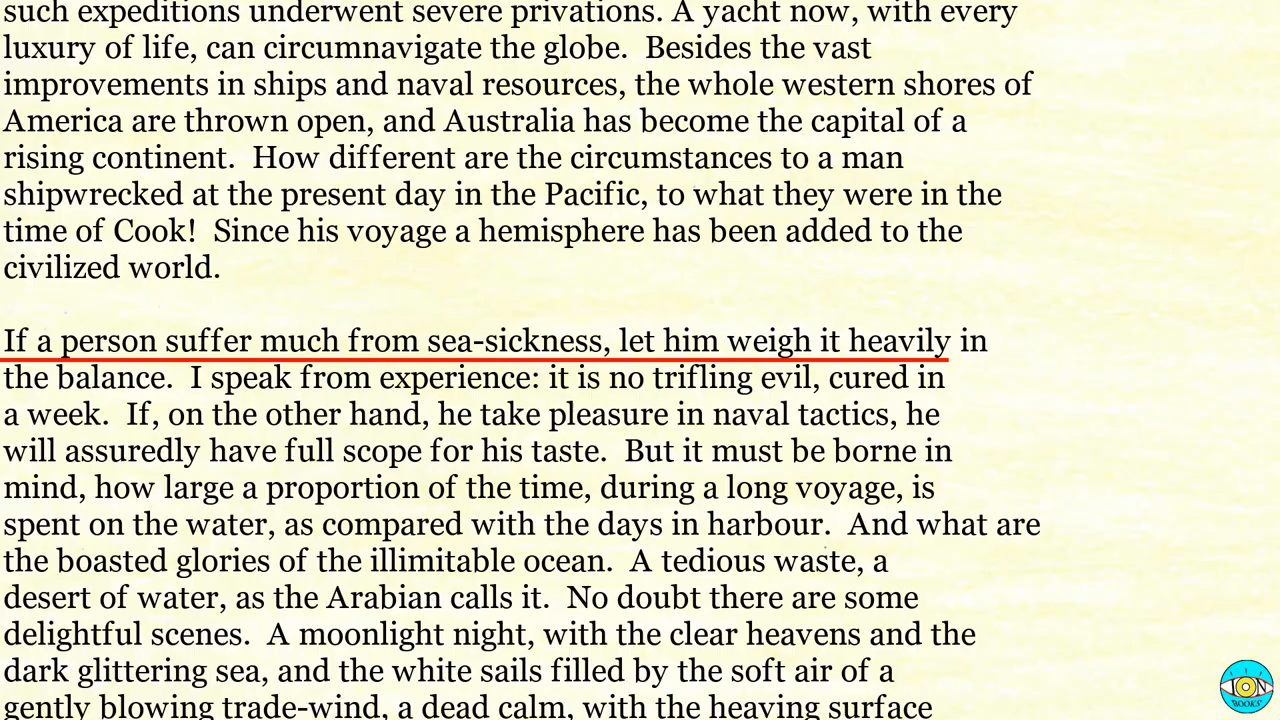 such expeditions underwent severe privations. A yacht now, with every
luxury of life, can circumnavigate the globe.  Besides the vast
improvements in ships and naval resources, the whole western shores of
America are thrown open, and Australia has become the capital of a
rising continent.  How different are the circumstances to a man
shipwrecked at the present day in the Pacific, to what they were in the
time of Cook!  Since his voyage a hemisphere has been added to the
civilized world.
If a person suffer much from sea-sickness, let him weigh it heavily in
the balance.  I speak from experience: it is no trifling evil, cured in
a week.  If, on the other hand, he take pleasure in naval tactics, he
will assuredly have full scope for his taste.  But it must be borne in
mind, how large a proportion of the time, during a long voyage, is
spent on the water, as compared with the days in harbour.  And what are
the boasted glories of the illimitable ocean.  A tedious waste, a
desert of water, as the Arabian calls it.  No doubt there are some
delightful scenes.  A moonlight night, with the clear heavens and the
dark glittering sea, and the white sails filled by the soft air of a
gently blowing trade-wind, a dead calm, with the heaving surface
ION
BOOKS